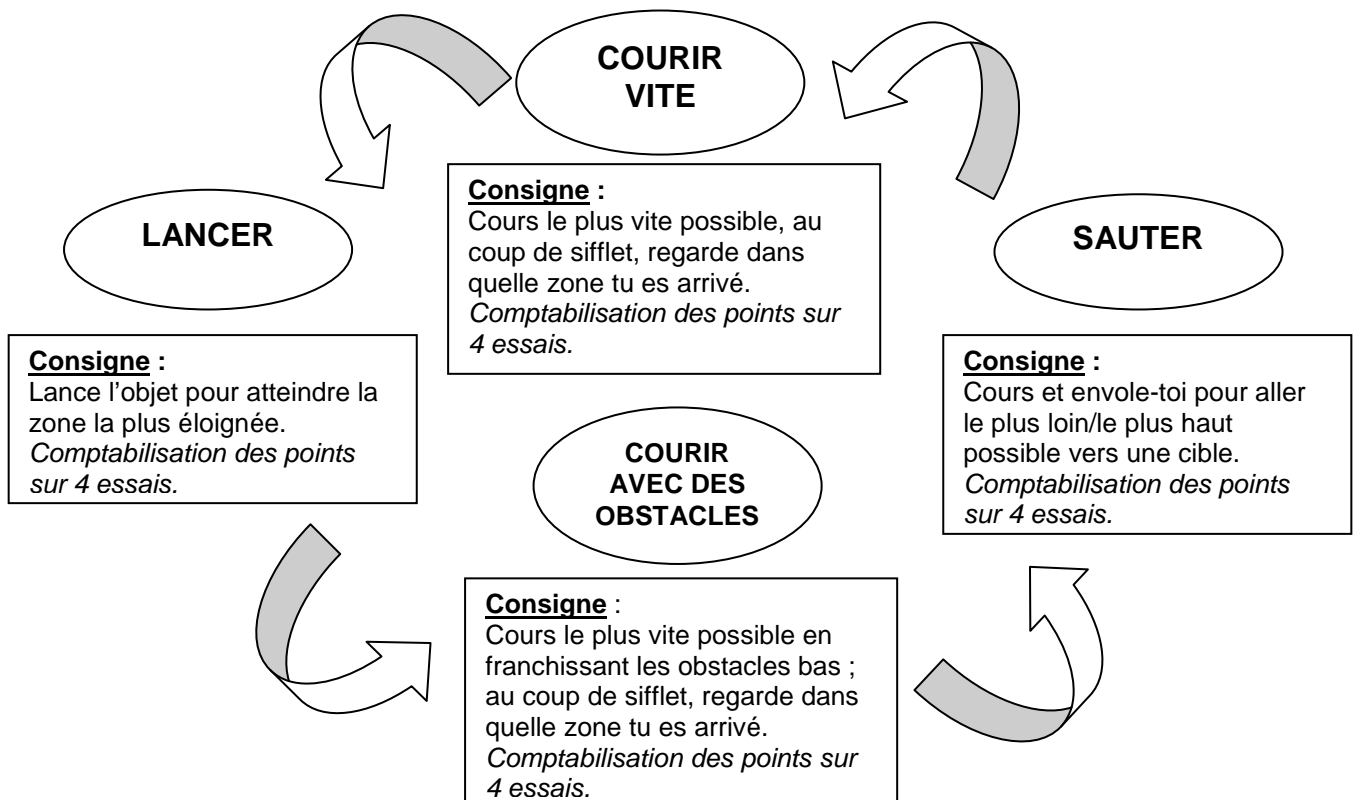 COURIR
VITE
Consigne :
Cours le plus vite possible, au
coup de sifflet, regarde dans
quelle zone tu es arrivé.
Comptabilisation des points sur
4 essais.
LANCER
Consigne :
Lance l’objet pour atteindre la
zone la plus éloignée.
Comptabilisation des points
sur 4 essais.
COURIR
AVEC DES
OBSTACLES
Consigne :
Cours le plus vite possible en
franchissant les obstacles bas ;
au coup de sifflet, regarde dans
quelle zone tu es arrivé.
Comptabilisation des points sur
4 essais.
SAUTER
Consigne :
Cours et envole-toi pour aller
le plus loin/le plus haut
possible vers une cible.
Comptabilisation des points
sur 4 essais.